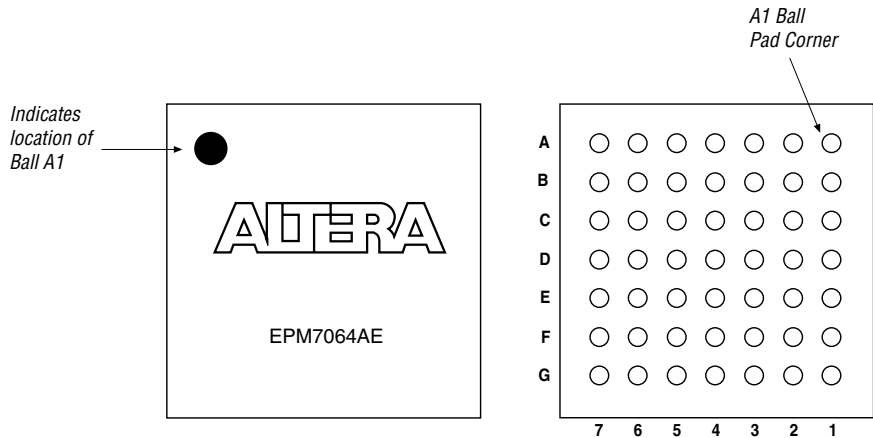 A1 Ball
Pad Corner
Indicates
location of
Ball A1
ALTERA
EPM7064AE
A
B
C
D
E
F
G
7 6 5 4 3 2 1